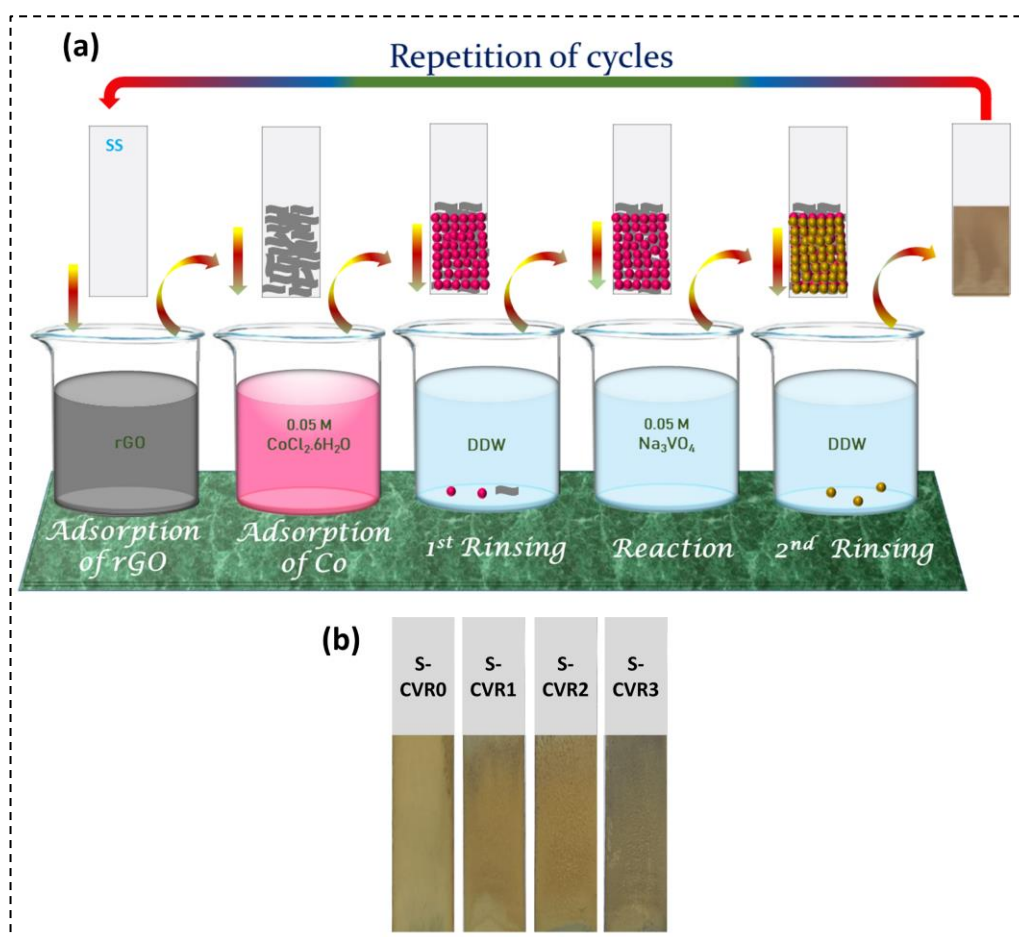 (a)
Repetition of cycles
SS
rGO
0.05 M
CoCl₂.6H₂O
DDW
0.05 M
Na₃VO₄
DDW
Adsorption
of rGO
Adsorption
of Co
1st Rinsing
Reaction
2nd Rinsing
(b)
S-
CVR0
S-
CVR1
S-
CVR2
S-
CVR3